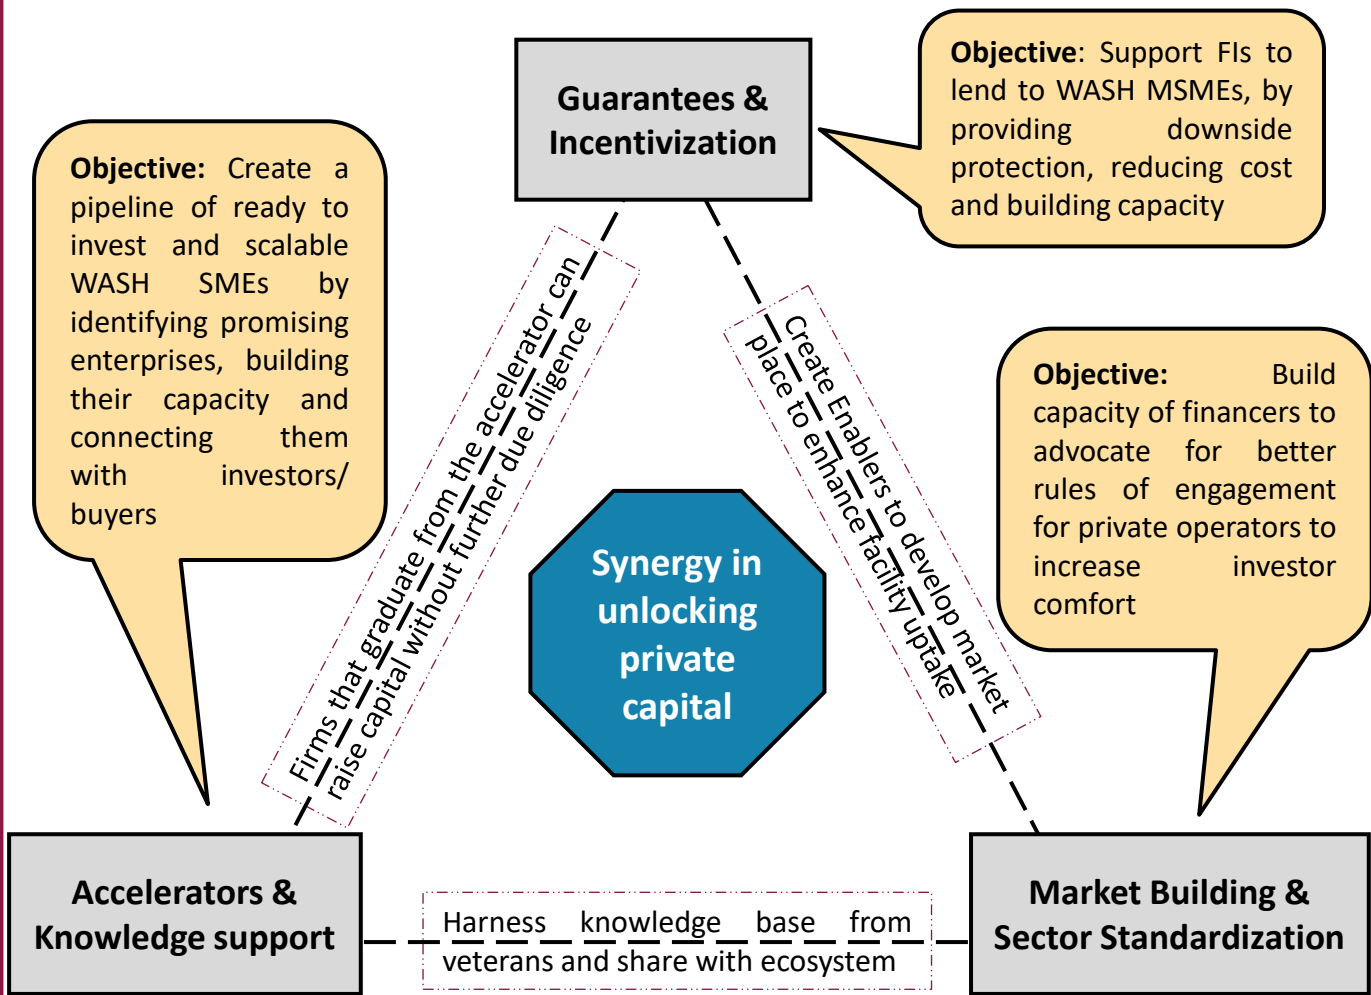 Guarantees &
Incentivization
Objective: Support FIs to
lend to WASH MSMEs, by
providing downside
protection, reducing cost
and building capacity
Objective: Create a
pipeline of ready to
invest and scalable
WASH SMEs by
identifying promising
enterprises, building
their capacity and
connecting them
with investors/
buyers
Firms that graduate from the accelerator can
raise capital without further due diligence
Create Enablers to develop market
place to enhance facility uptake
Objective: Build
capacity of financers to
advocate for better
rules of engagement
for private operators to
increase investor
comfort
Synergy in
unlocking
private
capital
Accelerators &
Knowledge support
Harness knowledge base from
veterans and share with ecosystem
Market Building &
Sector Standardization